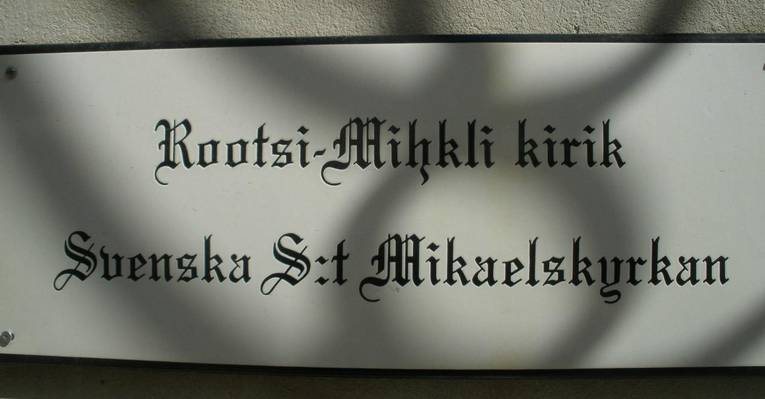 Rootsi-Mihkli kirik
Svenska S:t Mikaelskyrkan